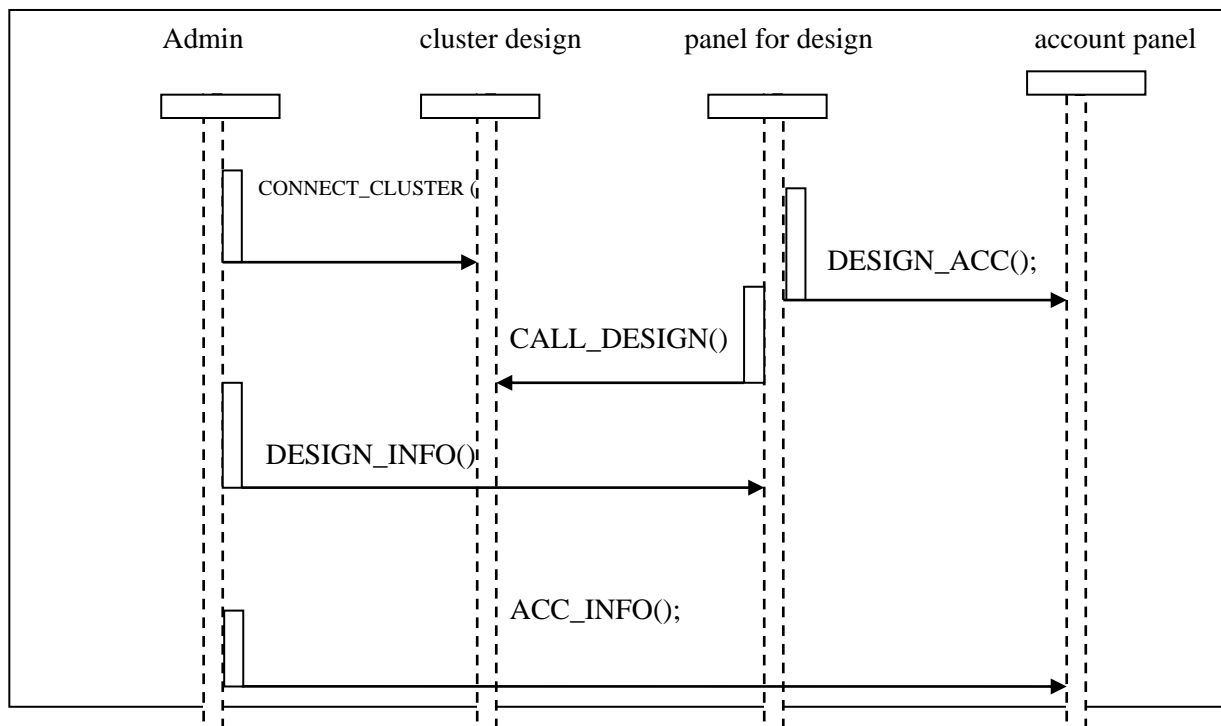 Admin
cluster design
panel for design
account panel
CONNECT_CLUSTER (
DESIGN_ACC();
CALL_DESIGN()
DESIGN_INFO()
ACC_INFO();